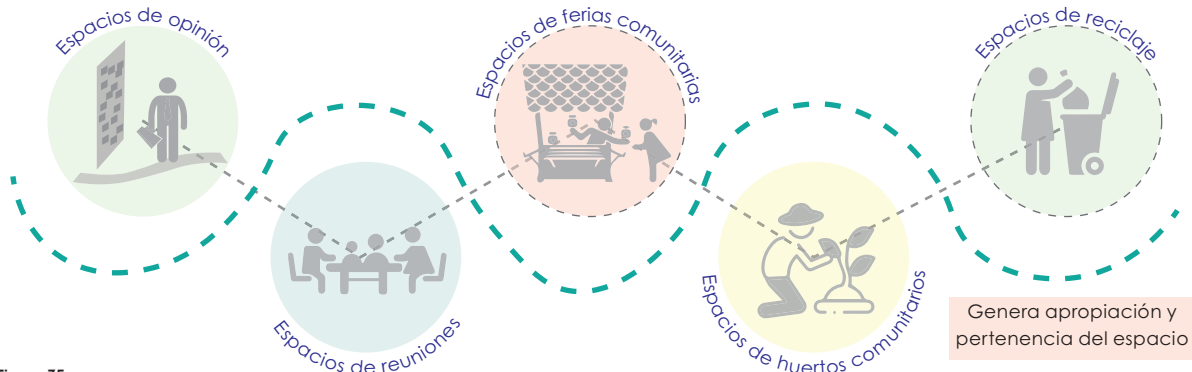 Espacios de opinión
Espacios de reuniones
Espacios de ferias comunitarias
Espacios de huertos comunitarios
Espacios de reciclaje
Genera apropiación y
pertenencia del espacio